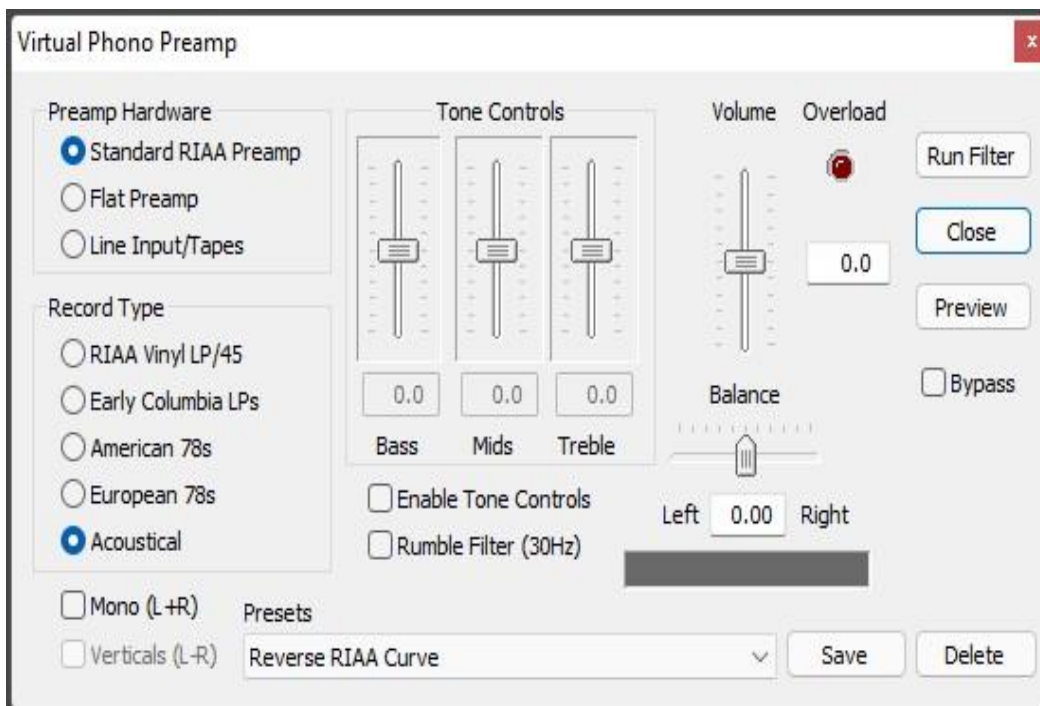 Virtual Phono Preamp
x
Preamp Hardware
Standard RIAA Preamp
Flat Preamp
Line Input/Tapes
Record Type
RIAA Vinyl LP/45
Early Columbia LPs
American 78s
European 78s
Acoustical
Mono (L+R)
Verticals (L-R)
Tone Controls
0.0 0.0 0.0
Bass Mids Treble
Enable Tone Controls
Rumble Filter (30Hz)
Volume Overload
0.0
Balance
Left 0.00 Right
Run Filter
Close
Preview
Bypass
Presets
Reverse RIAA Curve
Save Delete